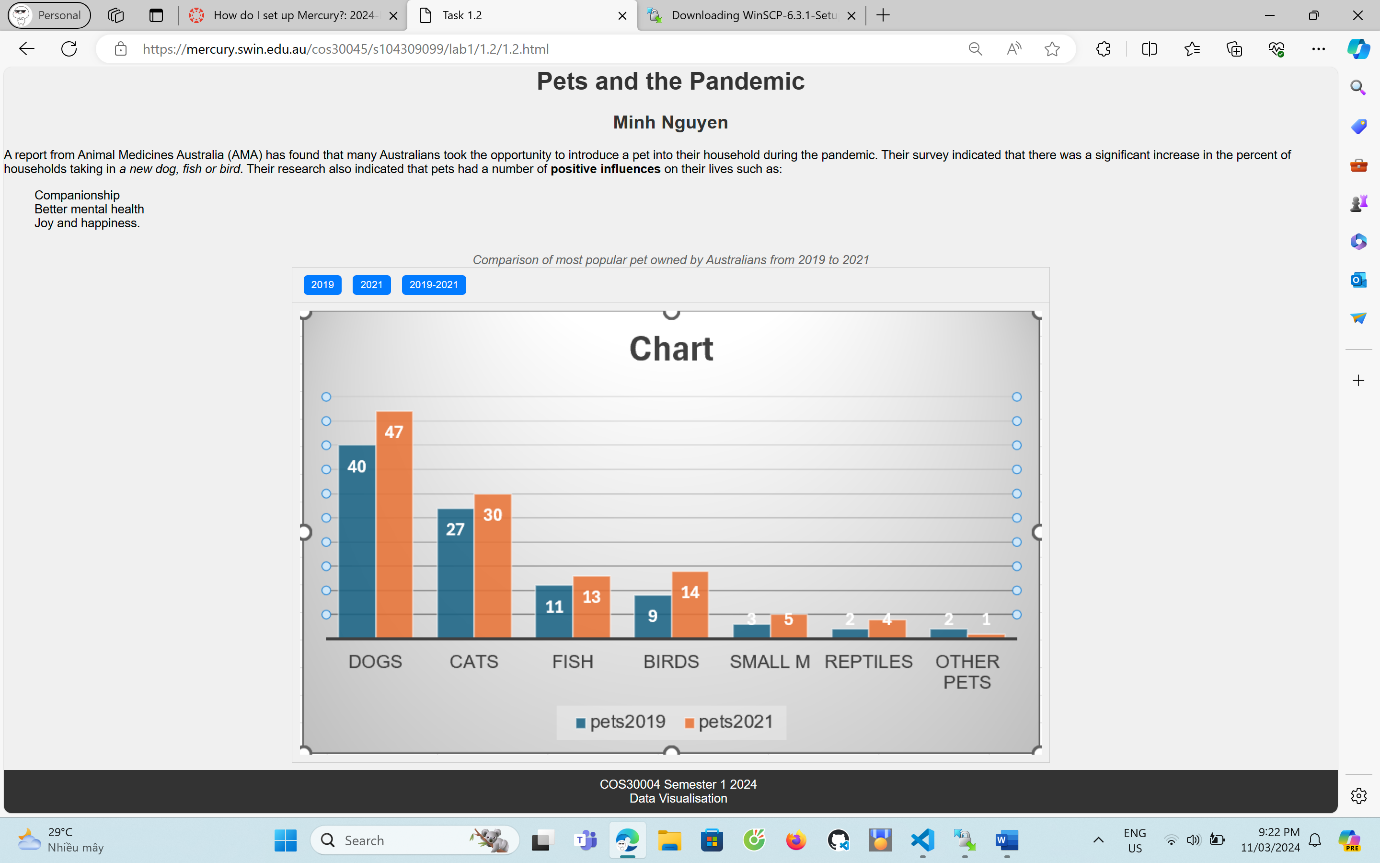 Personal
How do I set up Mercury?: 2024-
Task 1.2
Downloading WinSCP-6.3.1-Setu
https://mercury.swin.edu.au/cos30045/s104309099/lab1/1.2/1.2.html
Pets and the Pandemic
Minh Nguyen
A report from Animal Medicines Australia (AMA) has found that many Australians took the opportunity to introduce a pet into their household during the pandemic. Their survey indicated that there was a significant increase in the percent of
households taking in a new dog, fish or bird. Their research also indicated that pets had a number of positive influences on their lives such as:
Companionship
Better mental health
Joy and happiness.
Comparison of most popular pet owned by Australians from 2019 to 2021
2019 2021 2019-2021
Chart
40 47 27 30 11 13 9 14 3 5 2 4 2 1
DOGS CATS FISH BIRDS SMALL M REPTILES OTHER
PETS
pets2019 pets2021
COS30004 Semester 1 2024
Data Visualisation
29°C
Nhiều mây
Search
ENG
US
9:22 PM
11/03/2024
PRE